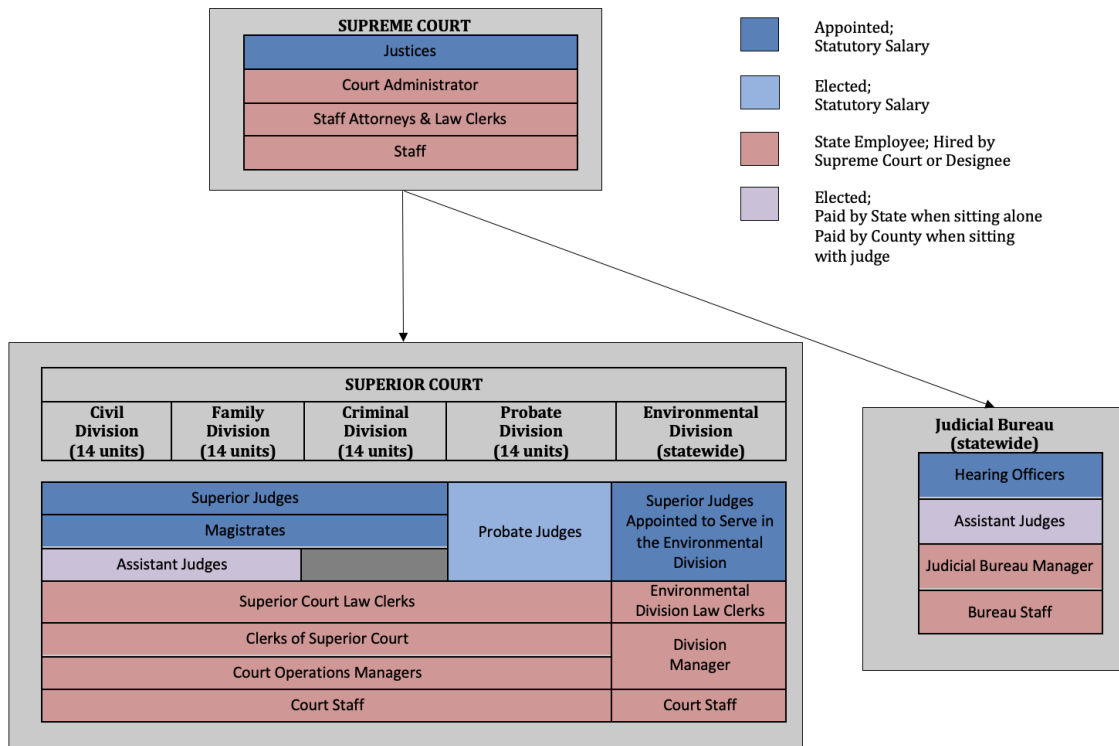 SUPREME COURT
Justices
Court Administrator
Staff Attorneys & Law Clerks
Staff
Appointed;
Statutory Salary
Elected;
Statutory Salary
State Employee; Hired by
Supreme Court or Designee
Elected;
Paid by State when sitting alone
Paid by County when sitting
with judge
SUPERIOR COURT
Civil
Division
(14 units)
Family
Division
(14 units)
Criminal
Division
(14 units)
Probate
Division
(14 units)
Environmental
Division
(statewide)
Superior Judges
Magistrates
Assistant Judges
Probate Judges
Superior Judges
Appointed to Serve in
the Environmental
Division
Superior Court Law Clerks
Environmental
Division Law Clerks
Clerks of Superior Court
Court Operations Managers
Division
Manager
Court Staff
Court Staff
Judicial Bureau
(statewide)
Hearing Officers
Assistant Judges
Judicial Bureau Manager
Bureau Staff